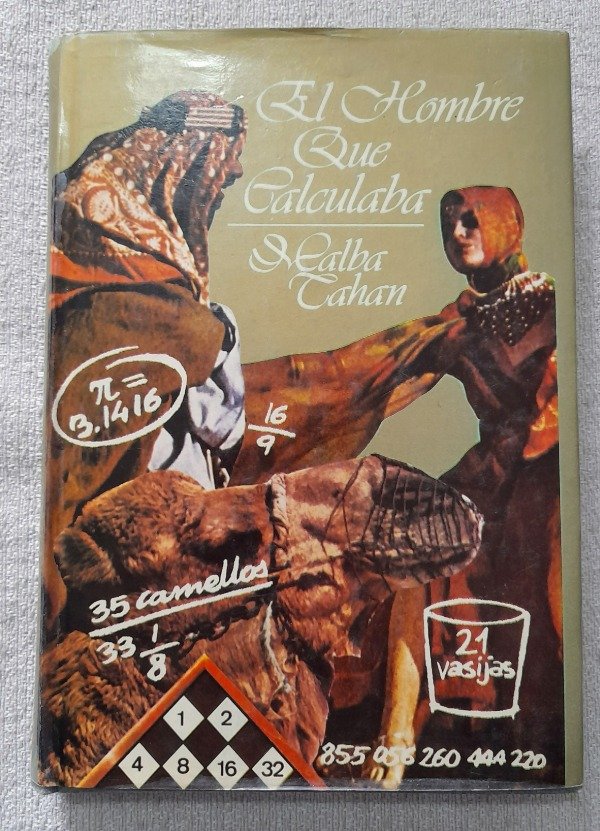 El Hombre
Que
Calculaba
Malba
Tahan
π =
3.1416
16
9
35 camellos
33 1
8
21
vasijas
1 2
4 8 16 32
855 056 260 444 220